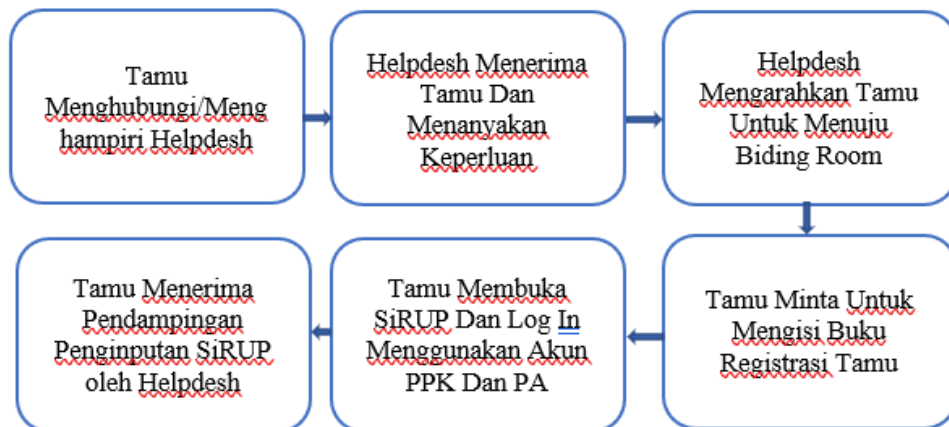 Tamu
Menghubungi/Meng
hampiri Helpdesh
Helpdesh Menerima
Tamu Dan
Menanyakan
Keperluan
Helpdesh
Mengarahkan Tamu
Untuk Menuju
Biding Room
Tamu Minta Untuk
Mengisi Buku
Registrasi Tamu
Tamu Membuka
SiRUP Dan Log In
Menggunakan Akun
PPK Dan PA
Tamu Menerima
Pendampingan
Penginputan SiRUP
oleh Helpdesh